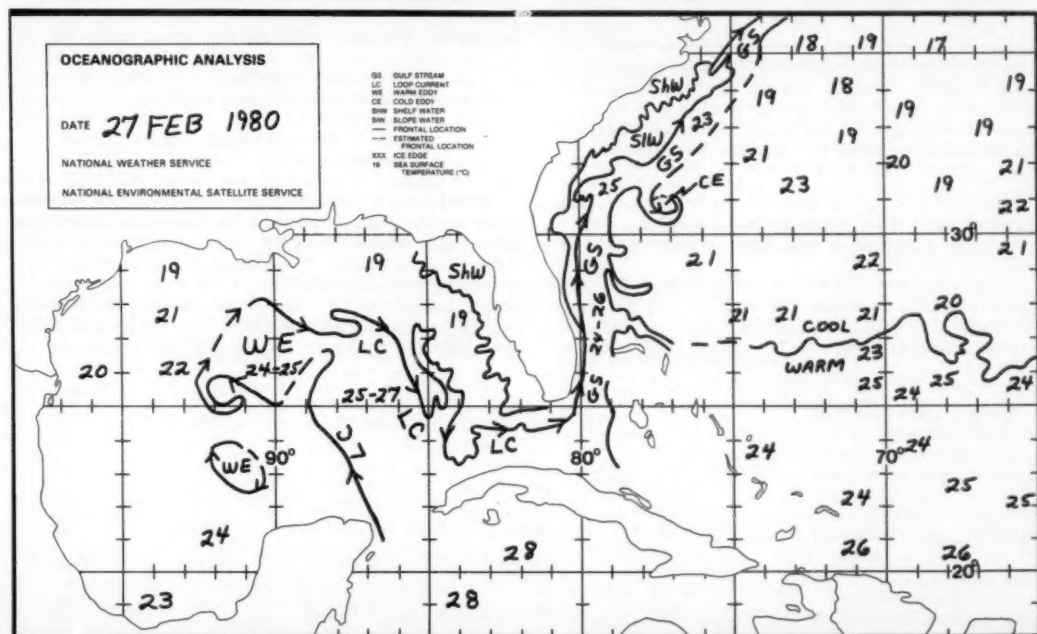 OCEANOGRAPHIC ANALYSIS
DATE 27 FEB 1980
NATIONAL WEATHER SERVICE
NATIONAL ENVIRONMENTAL SATELLITE SERVICE
GS GULF STREAM
LC LOOP CURRENT
WE WARM EDDY
CE COLD EDDY
SHW SHELF WATER
SlW SLOPE WATER
— FRONTAL LOCATION
--- ESTIMATED
FRONTAL LOCATION
XXX ICE EDGE
19 SEA SURFACE
TEMPERATURE (°C)
GS 18 19 17
ShW 18 19
19 19
23 19 19
SlW
GS 21 20 21
25 CE 23 19
22
30°
19 19 ShW GS 21 22 21
21 19 24-26 21 21 21 20
WE LC COOL
20 22 24-25 23
WARM
25-27 GS 25 24 25 24
LC
LC LC
WE 90° 80° 24 70° 24
24 25
24 28 26 25
26
20°
23 28